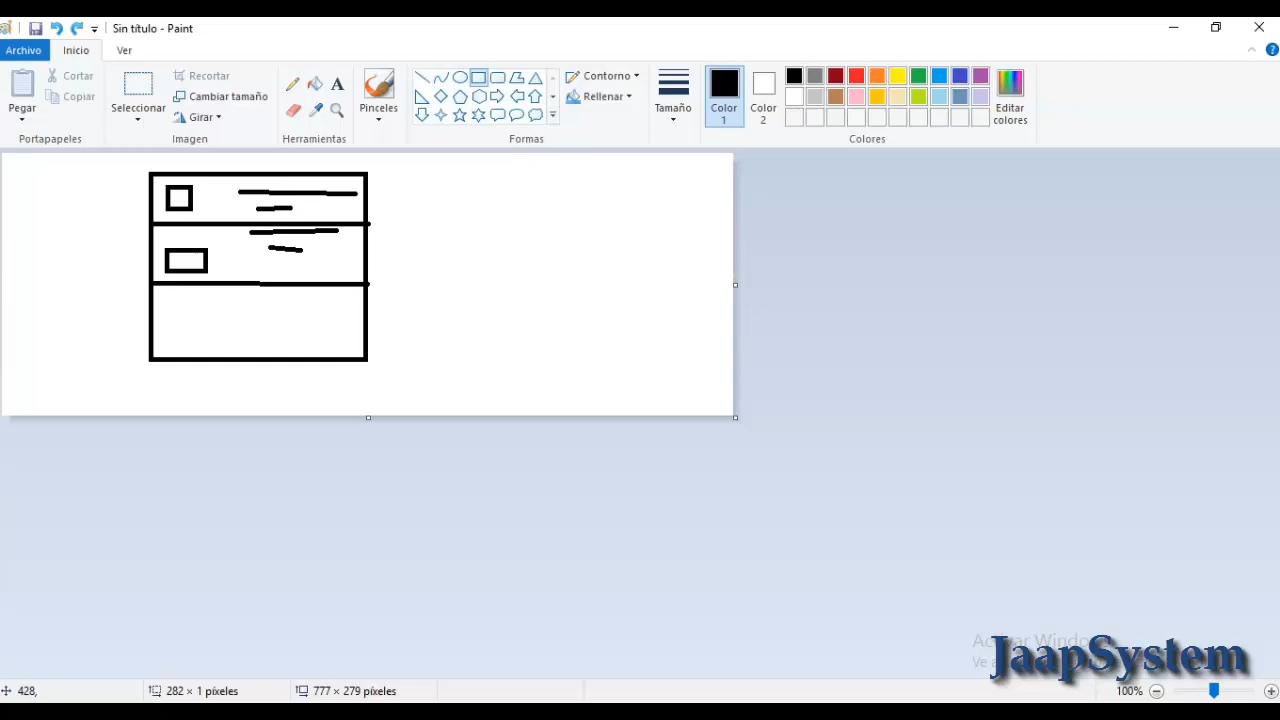 Sin título - Paint
Archivo Inicio Ver
Pegar
Cortar
Copiar
Portapapeles
Seleccionar
Recortar
Cambiar tamaño
Girar
Imagen
A
Herramientas
Pinceles
Contorno
Rellenar
Formas
Tamaño
Color 1
Color 2
Editar colores
Colores
JaapSystem
428,
282 × 1 píxeles
777 × 279 píxeles
100%